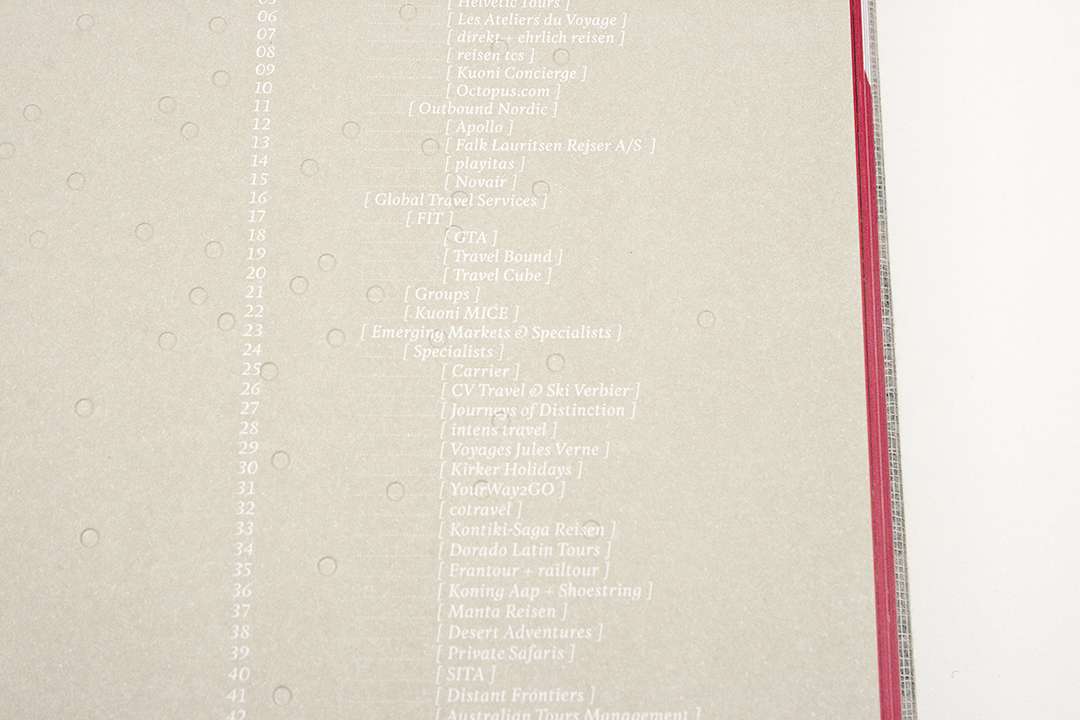 05 [ Helvetic Tours ]
06 [ Les Ateliers du Voyage ]
07 [ direkt + ehrlich reisen ]
08 [ reisen tcs ]
09 [ Kuoni Concierge ]
10 [ Octopus.com ]
11 [ Outbound Nordic ]
12 [ Apollo ]
13 [ Falk Lauritsen Rejser A/S ]
14 [ playitas ]
15 [ Novair ]
16 [ Global Travel Services ]
17 [ FIT ]
18 [ GTA ]
19 [ Travel Bound ]
20 [ Travel Cube ]
21 [ Groups ]
22 [ Kuoni MICE ]
23 [ Emerging Markets & Specialists ]
24 [ Specialists ]
25 [ Carrier ]
26 [ CV Travel & Ski Verbier ]
27 [ Journeys of Distinction ]
28 [ intens travel ]
29 [ Voyages Jules Verne ]
30 [ Kirker Holidays ]
31 [ YourWay2GO ]
32 [ cotravel ]
33 [ Kontiki-Saga Reisen ]
34 [ Dorado Latin Tours ]
35 [ Frantour + railtour ]
36 [ Koning Aap + Shoestring ]
37 [ Manta Reisen ]
38 [ Desert Adventures ]
39 [ Private Safaris ]
40 [ SITA ]
41 [ Distant Frontiers ]
42 [ Australian Tours Management ]